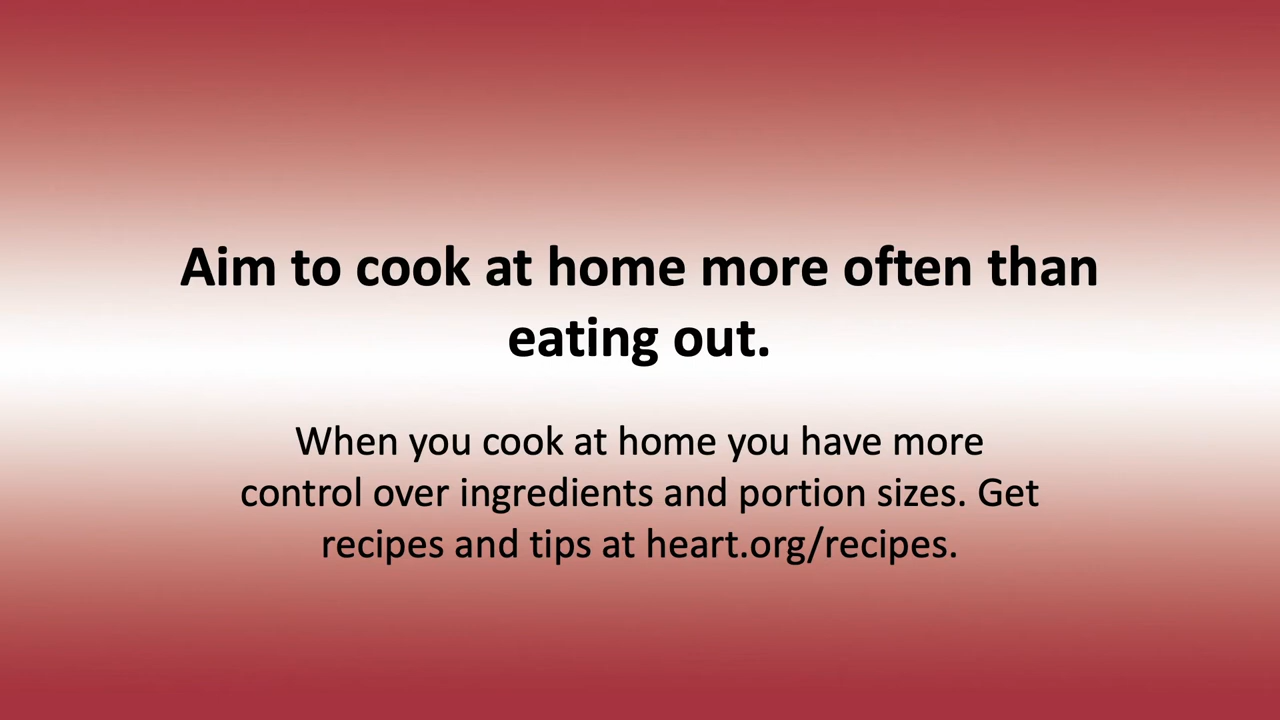 Aim to cook at home more often than
eating out.
When you cook at home you have more
control over ingredients and portion sizes. Get
recipes and tips at heart.org/recipes.